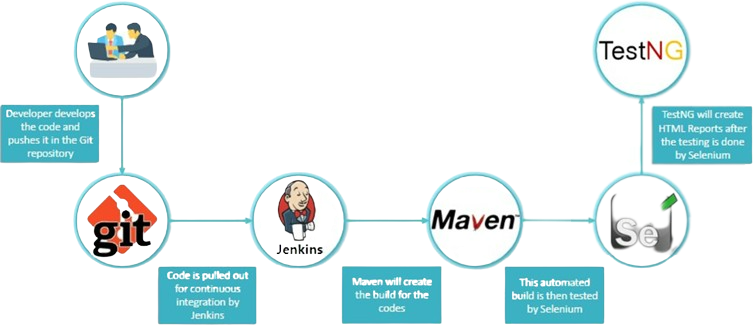 TestNG
Developer develops
the code and
pushes it in the Git
repository
TestNG will create
HTML Reports after
the testing is done
by Selenium
git
Jenkins
Maven™
Se
Code is pulled out
for continuous
integration by
Jenkins
Maven will create
the build for the
codes
This automated
build is then tested
by Selenium